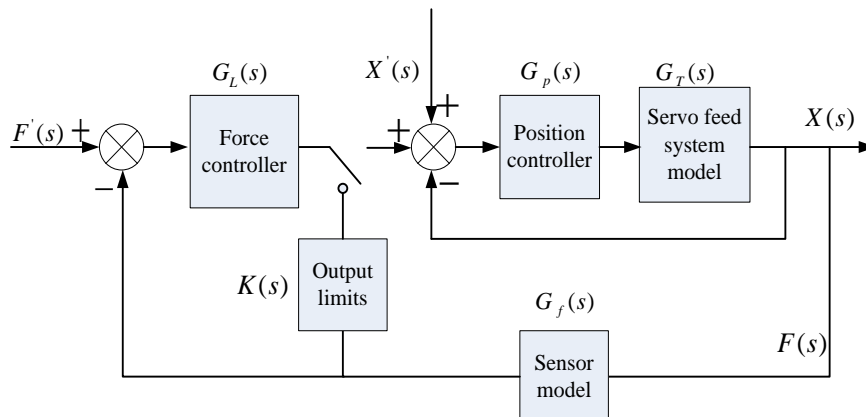 G_L(s)
X'(s)
G_p(s)
G_T(s)
F'(s)
+
−
Force
controller
+
+
−
Position
controller
Servo feed
system
model
X(s)
K(s)
Output
limits
G_f(s)
Sensor
model
F(s)